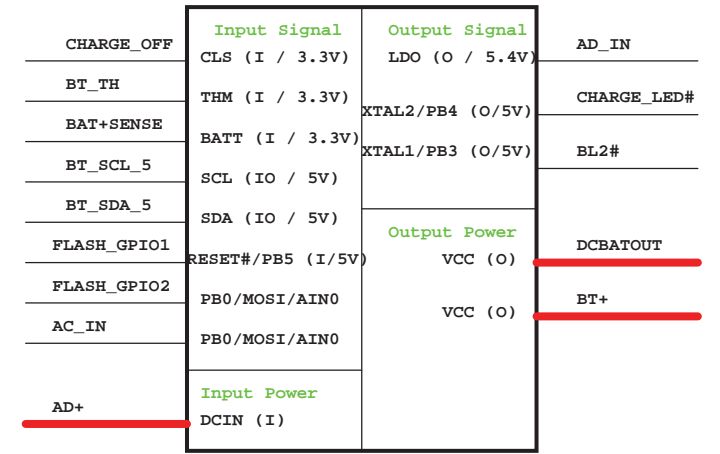 Input Signal
Output Signal
CHARGE_OFF
CLS (I / 3.3V)
LDO (O / 5.4V)
AD_IN
BT_TH
THM (I / 3.3V)
XTAL2/PB4 (O/5V)
CHARGE_LED#
BAT+SENSE
BATT (I / 3.3V)
XTAL1/PB3 (O/5V)
BL2#
BT_SCL_5
SCL (IO / 5V)
BT_SDA_5
SDA (IO / 5V)
Output Power
FLASH_GPIO1
RESET#/PB5 (I/5V)
VCC (O)
DCBATOUT
FLASH_GPIO2
PB0/MOSI/AIN0
VCC (O)
BT+
AC_IN
PB0/MOSI/AIN0
Input Power
AD+
DCIN (I)